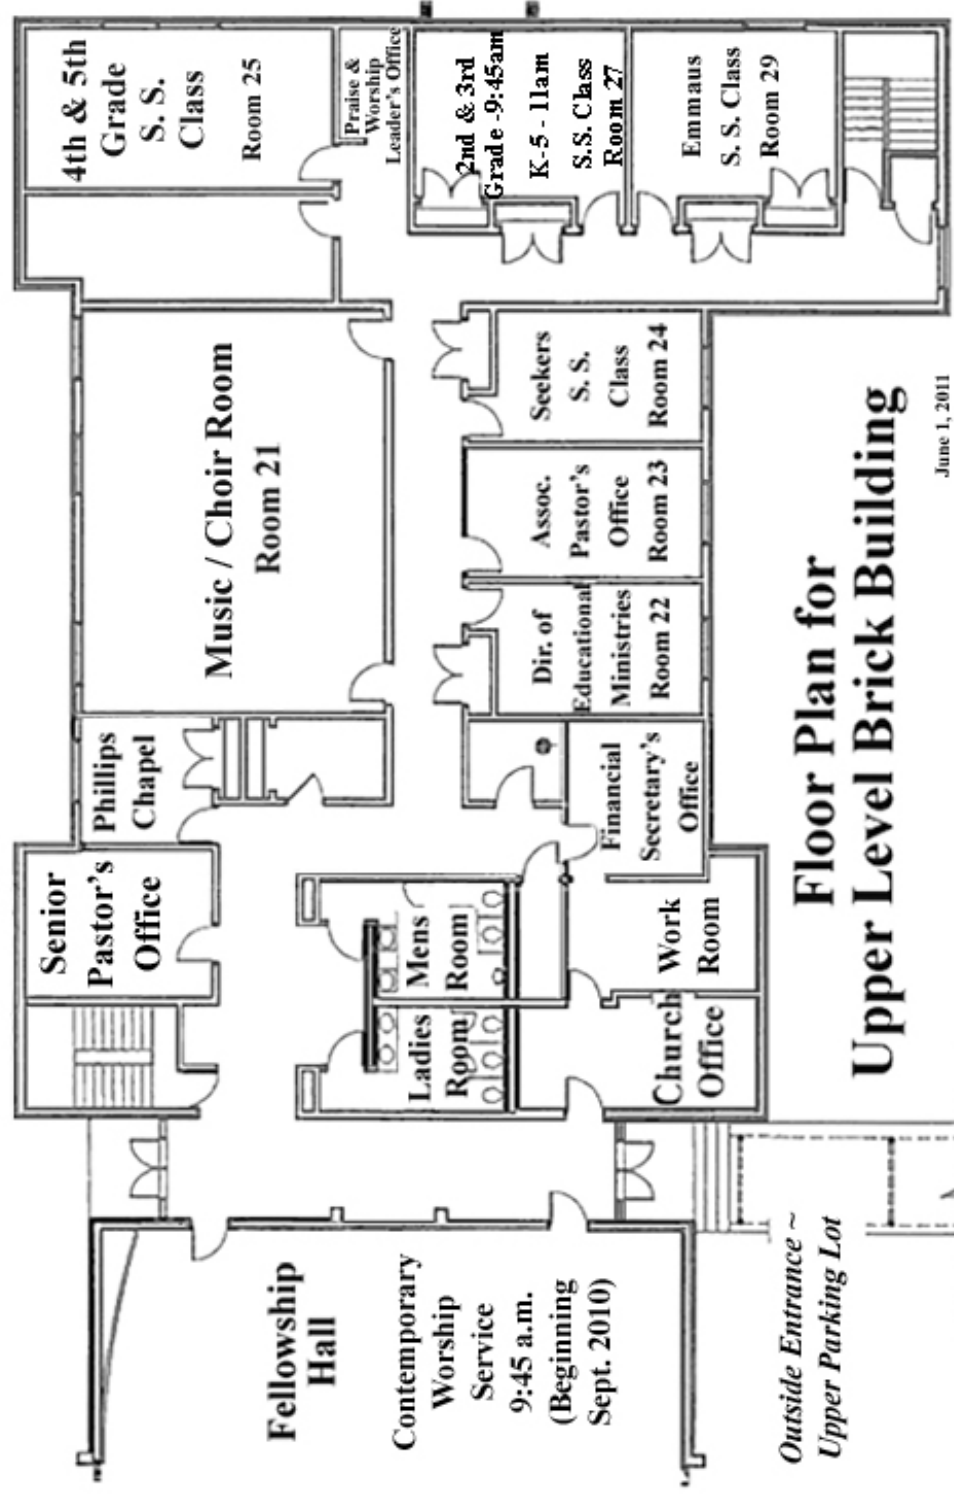 Fellowship
Hall
Contemporary
Worship
Service
9:45 a.m.
(Beginning
Sept. 2010)
Outside Entrance ~
Upper Parking Lot
Senior
Pastor's
Office
Phillips
Chapel
Ladies
Room
Mens
Room
Church
Office
Work
Room
Financial
Secretary's
Office
Music / Choir Room
Room 21
Dir. of
Educational
Ministries
Room 22
Assoc.
Pastor's
Office
Room 23
Seekers
S. S.
Class
Room 24
4th & 5th
Grade
S. S.
Class
Room 25
Praise &
Worship
Leader's Office
2nd & 3rd
Grade -9:45am
K-5 - 11am
S.S. Class
Room 27
Emmaus
S. S. Class
Room 29
Floor Plan for
Upper Level Brick Building
June 1, 2011